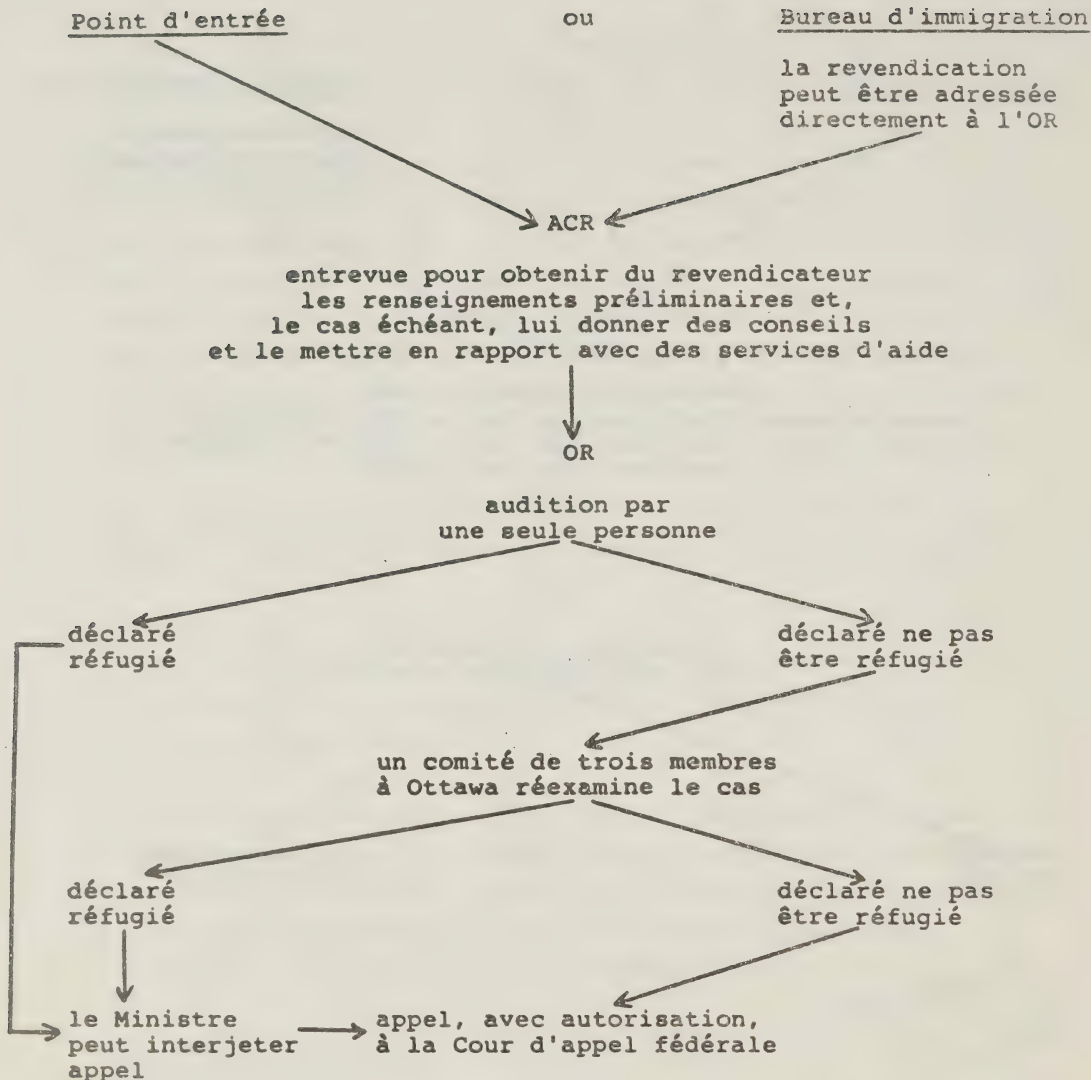 Point d'entrée
ou
Bureau d'immigration
la revendication
peut être adressée
directement à l'OR
ACR
entrevue pour obtenir du revendicateur
les renseignements préliminaires et,
le cas échéant, lui donner des conseils
et le mettre en rapport avec des services d'aide
OR
audition par
une seule personne
déclaré
réfugié
déclaré ne pas
être réfugié
un comité de trois membres
à Ottawa réexamine le cas
déclaré
réfugié
déclaré ne pas
être réfugié
le Ministre
peut interjeter
appel
appel, avec autorisation,
à la Cour d'appel fédérale